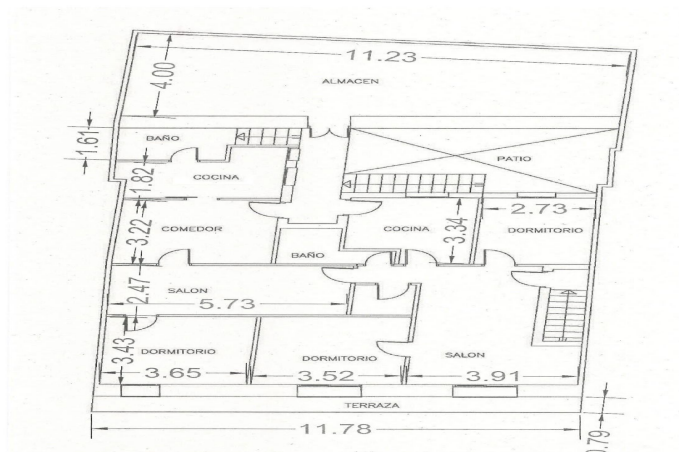 11.23
4.00
ALMACEN
1.61
BAÑO
PATIO
COCINA
1.82
2.73
3.22
COMEDOR
COCINA
3.34
DORMITORIO
BAÑO
SALON
2.47
5.73
3.43
DORMITORIO
DORMITORIO
SALON
3.65
3.52
3.91
TERRAZA
11.78
0.79